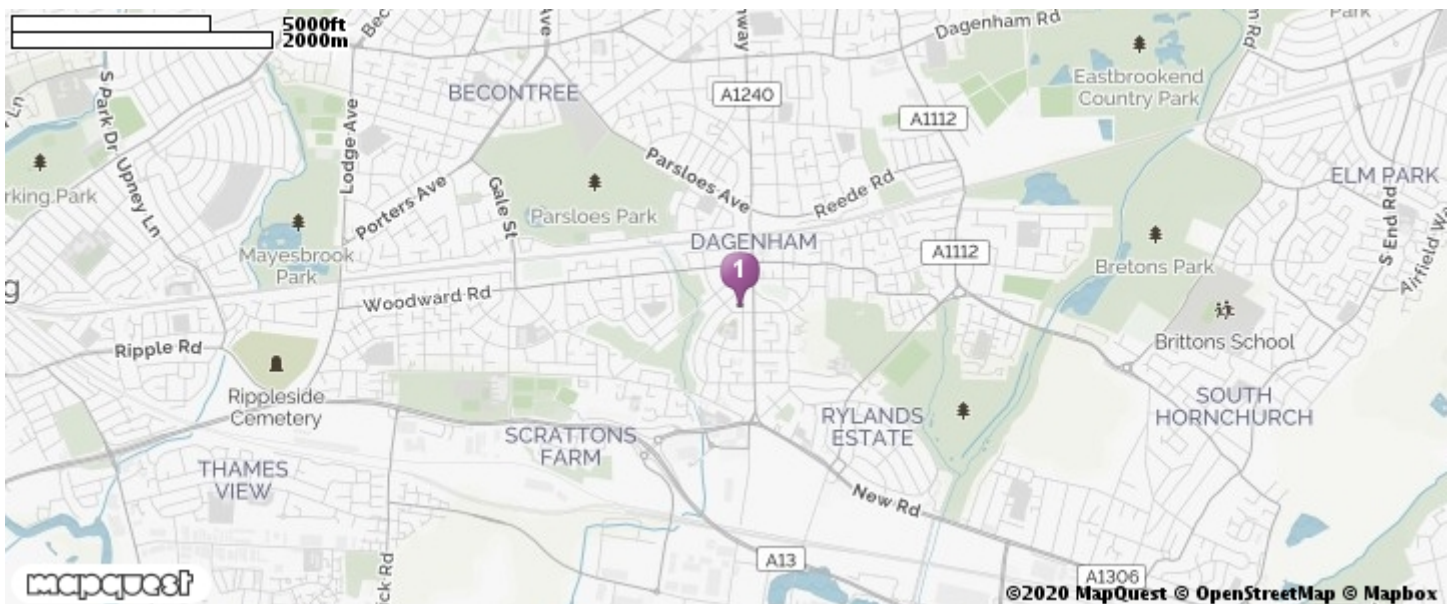 5000ft
2000m
Dagenham Rd
Park
BECONTREE
A1240
Eastbrookend
Country Park
A1112
S Park Dr
Upney Ln
Lodge Ave
Porters Ave
Gale St
Parsloes Ave
Reede Rd
ELM PARK
rking Park
Parsloes Park
DAGENHAM
S End Rd
Mayesbrook
Park
A1112
Bretons Park
1
Woodward Rd
Ripple Rd
Brittons School
Rippleside
Cemetery
SOUTH
HORNCHURCH
RYLANDS
ESTATE
SCRATTONS
FARM
THAMES
VIEW
New Rd
A13
A1306
mapquest
©2020 MapQuest © OpenStreetMap © Mapbox